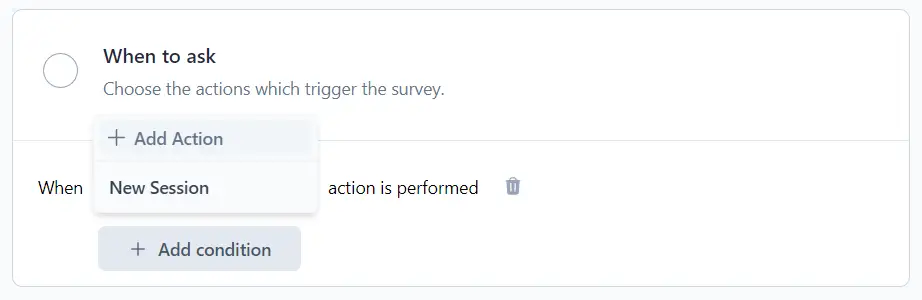 When to ask
Choose the actions which trigger the survey.
+ Add Action
When New Session action is performed
+ Add condition